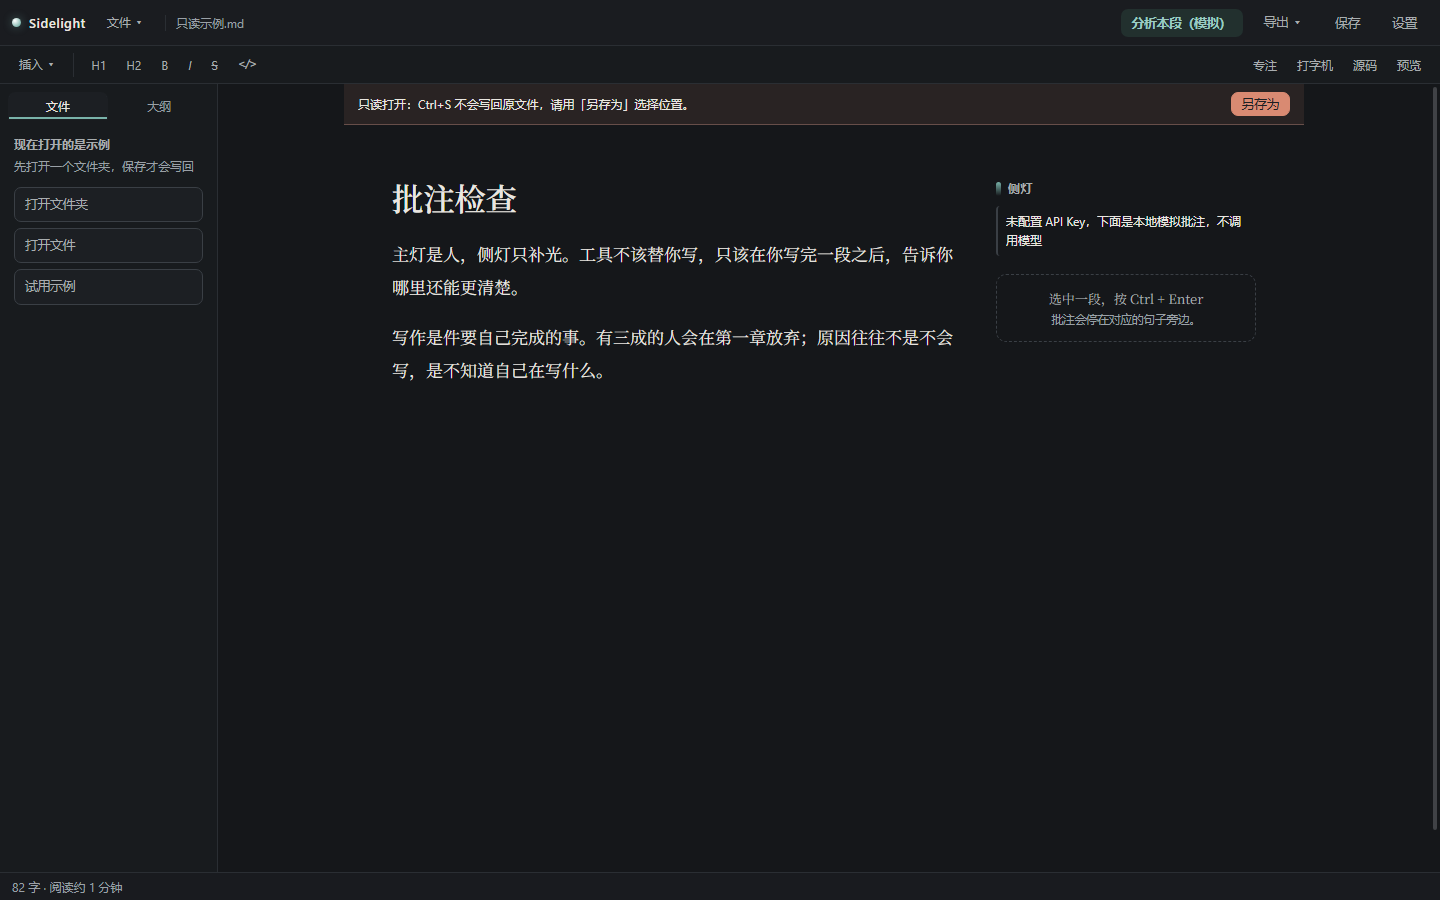 Sidelight 文件 只读示例.md 分析本段（模拟） 导出 保存 设置
插入 H1 H2 B I S </> 专注 打字机 源码 预览
文件 大纲
现在打开的是示例
先打开一个文件夹，保存才会写回
打开文件夹
打开文件
试用示例
只读打开：Ctrl+S 不会写回原文件，请用「另存为」选择位置。 另存为
批注检查
主灯是人，侧灯只补光。工具不该替你写，只该在你写完一段之后，告诉你
哪里还能更清楚。
写作是件要自己完成的事。有三成的人会在第一章放弃；原因往往不是不会
写，是不知道自己在写什么。
侧灯
未配置 API Key，下面是本地模拟批注，不调
用模型
选中一段，按 Ctrl + Enter
批注会停在对应的句子旁边。
82 字 · 阅读约 1 分钟